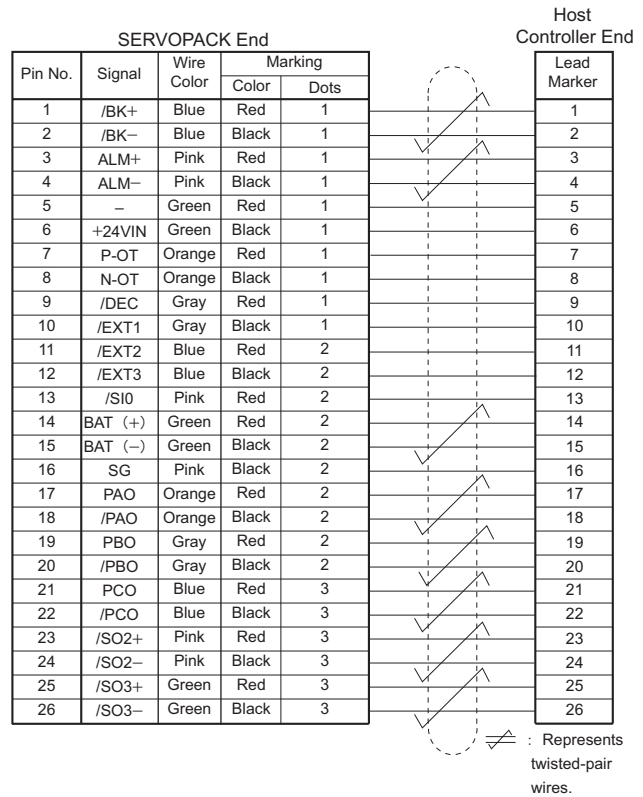 Host
SERVOPACK End Controller End
Pin No. Signal Wire Color Marking Lead Marker
Color Dots
1 /BK+ Blue Red 1 1
2 /BK− Blue Black 1 2
3 ALM+ Pink Red 1 3
4 ALM− Pink Black 1 4
5 − Green Red 1 5
6 +24VIN Green Black 1 6
7 P-OT Orange Red 1 7
8 N-OT Orange Black 1 8
9 /DEC Gray Red 1 9
10 /EXT1 Gray Black 1 10
11 /EXT2 Blue Red 2 11
12 /EXT3 Blue Black 2 12
13 /SI0 Pink Red 2 13
14 BAT (+) Green Red 2 14
15 BAT (−) Green Black 2 15
16 SG Pink Black 2 16
17 PAO Orange Red 2 17
18 /PAO Orange Black 2 18
19 PBO Gray Red 2 19
20 /PBO Gray Black 2 20
21 PCO Blue Red 3 21
22 /PCO Blue Black 3 22
23 /SO2+ Pink Red 3 23
24 /SO2− Pink Black 3 24
25 /SO3+ Green Red 3 25
26 /SO3− Green Black 3 26
: Represents
twisted-pair
wires.